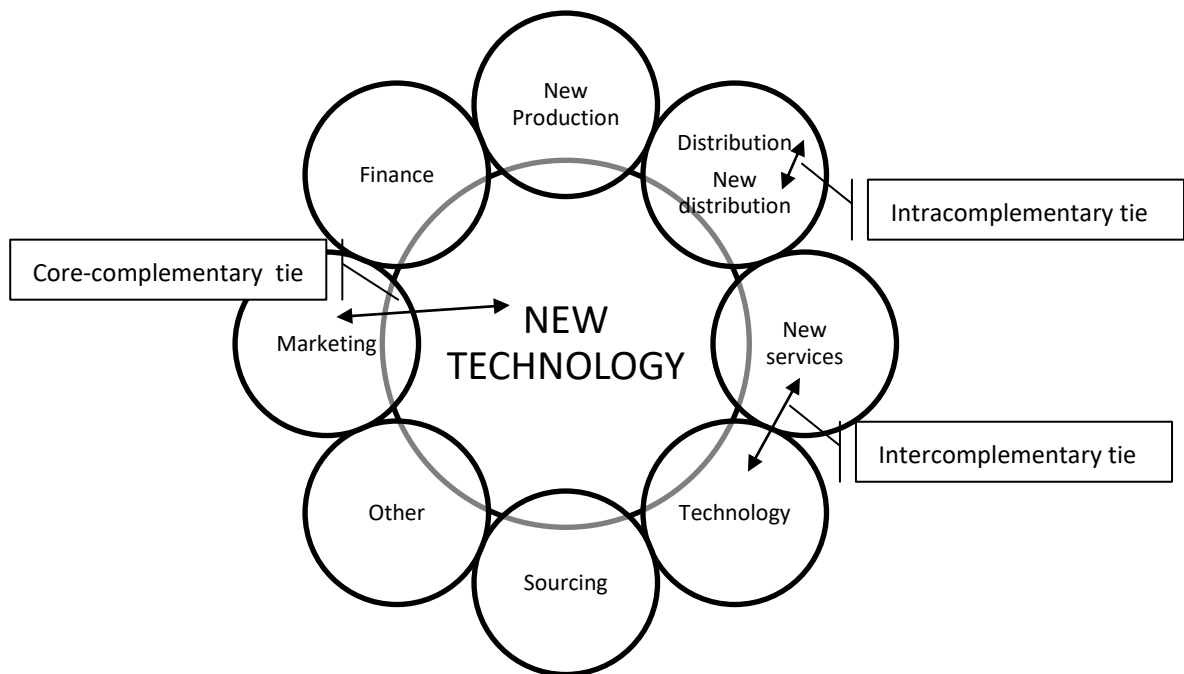 New
Production
Finance
Distribution
New
distribution
Intracomplementary tie
Core-complementary  tie
Marketing
NEW
TECHNOLOGY
New
services
Intercomplementary tie
Other
Technology
Sourcing